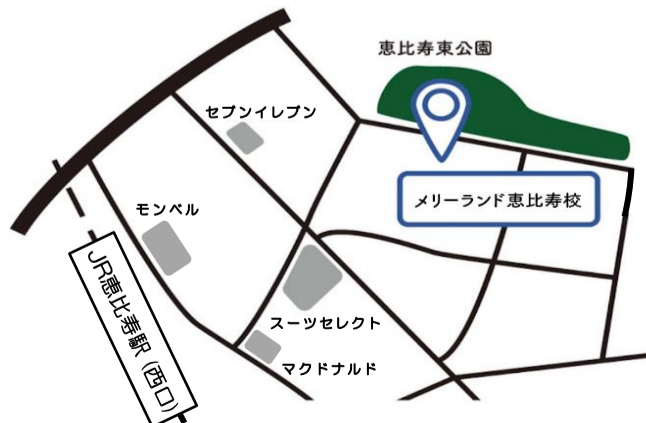 恵比寿東公園
セブンイレブン
メリーランド恵比寿校
モンベル
JR恵比寿駅(西口)
スーツセレクト
マクドナルド